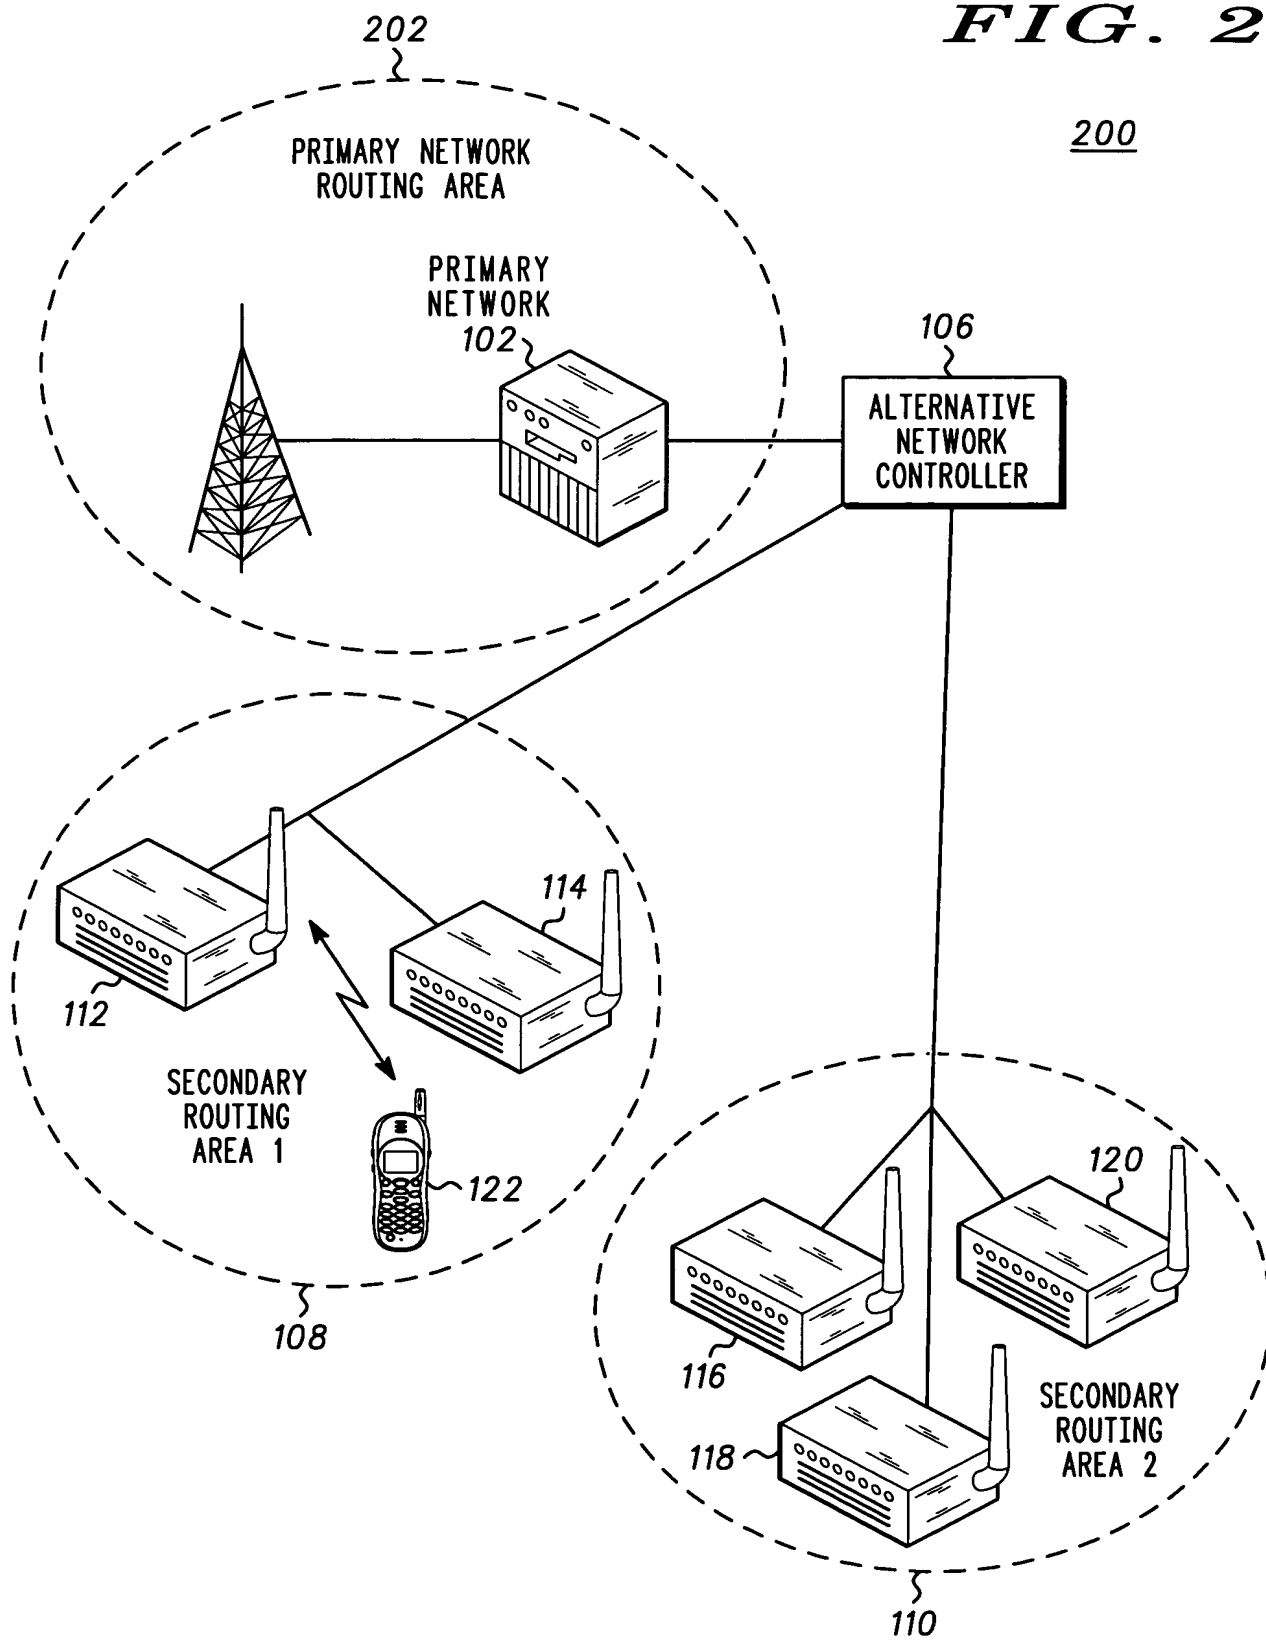 FIG. 2
202
200
PRIMARY NETWORK
ROUTING AREA
PRIMARY
NETWORK
102
106
ALTERNATIVE
NETWORK
CONTROLLER
114
112
SECONDARY
ROUTING
AREA 1
122
108
120
116
118
SECONDARY
ROUTING
AREA 2
110